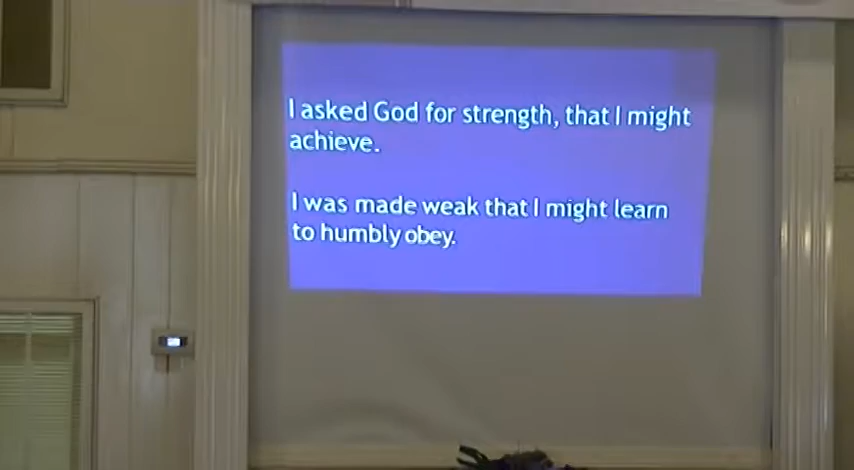 I asked God for strength, that I might
achieve.
I was made weak that I might learn
to humbly obey.